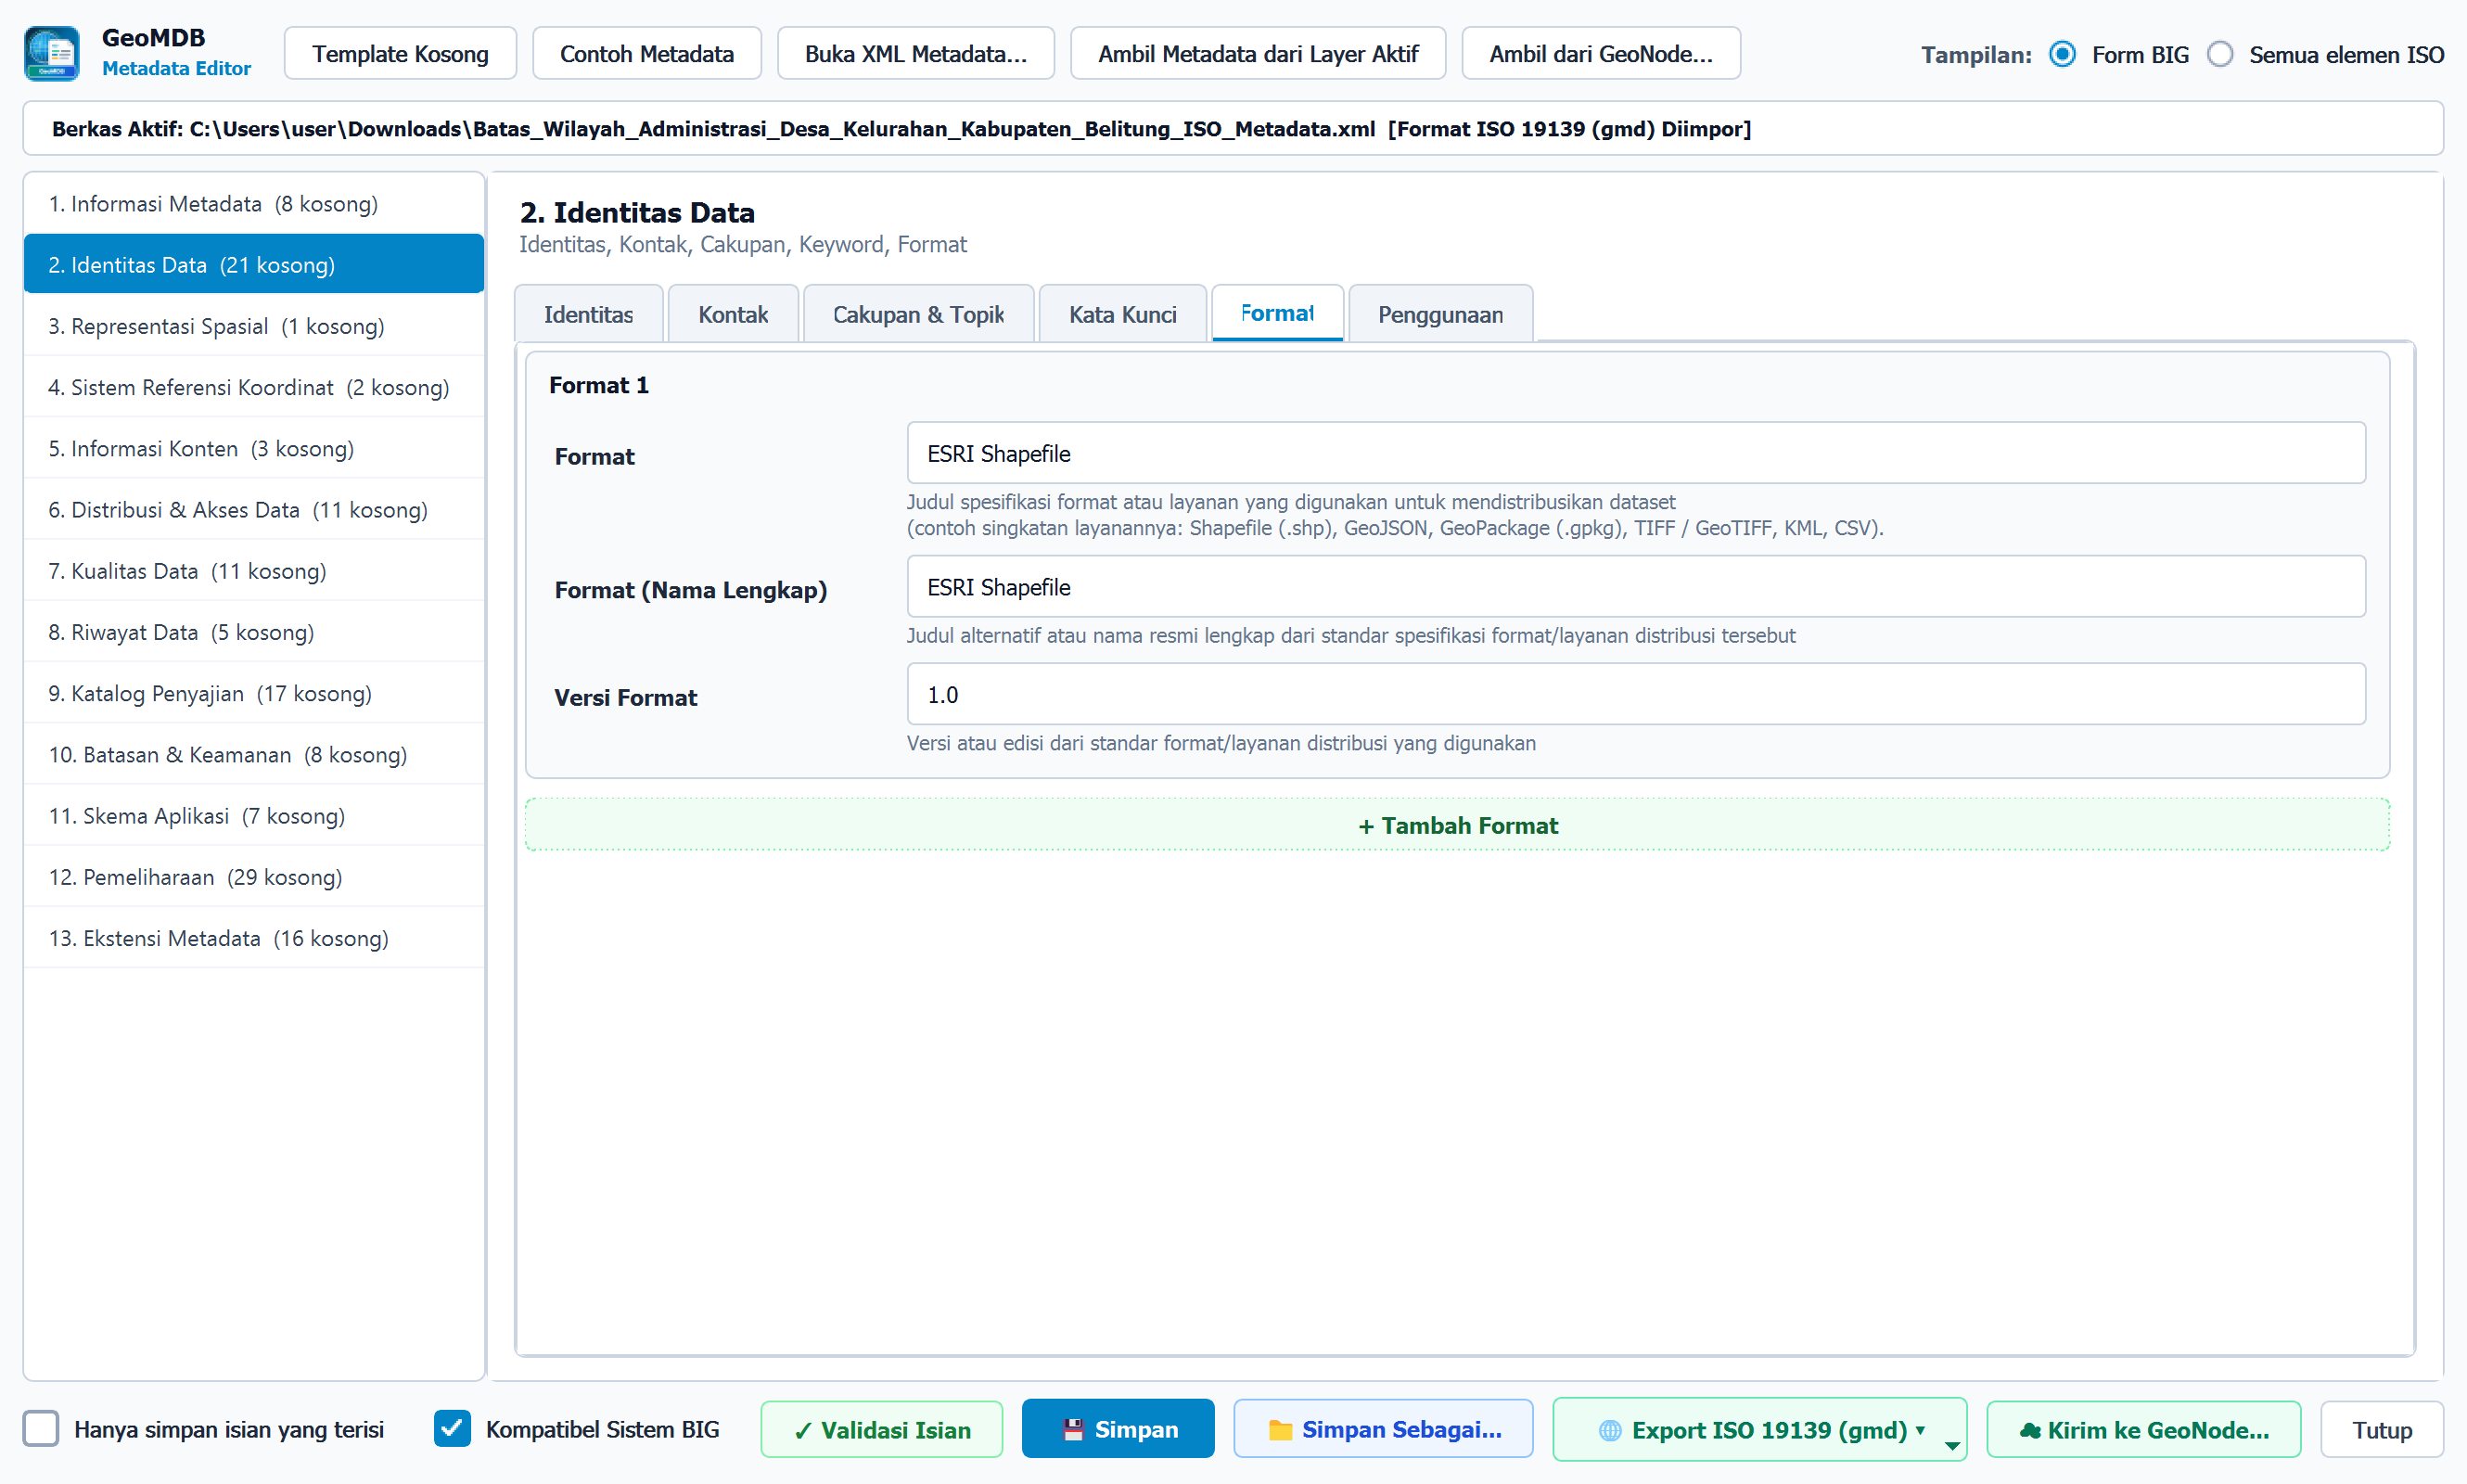 GeoMDB
Metadata Editor
Template Kosong
Contoh Metadata
Buka XML Metadata...
Ambil Metadata dari Layer Aktif
Ambil dari GeoNode...
Tampilan:
Form BIG
Semua elemen ISO
Berkas Aktif: C:\Users\user\Downloads\Batas_Wilayah_Administrasi_Desa_Kelurahan_Kabupaten_Belitung_ISO_Metadata.xml [Format ISO 19139 (gmd) Diimpor]
1. Informasi Metadata (8 kosong)
2. Identitas Data (21 kosong)
3. Representasi Spasial (1 kosong)
4. Sistem Referensi Koordinat (2 kosong)
5. Informasi Konten (3 kosong)
6. Distribusi & Akses Data (11 kosong)
7. Kualitas Data (11 kosong)
8. Riwayat Data (5 kosong)
9. Katalog Penyajian (17 kosong)
10. Batasan & Keamanan (8 kosong)
11. Skema Aplikasi (7 kosong)
12. Pemeliharaan (29 kosong)
13. Ekstensi Metadata (16 kosong)
2. Identitas Data
Identitas, Kontak, Cakupan, Keyword, Format
Identitas
Kontak
Cakupan & Topik
Kata Kunci
Format
Penggunaan
Format 1
Format
ESRI Shapefile
Judul spesifikasi format atau layanan yang digunakan untuk mendistribusikan dataset
(contoh singkatan layanannya: Shapefile (.shp), GeoJSON, GeoPackage (.gpkg), TIFF / GeoTIFF, KML, CSV).
Format (Nama Lengkap)
ESRI Shapefile
Judul alternatif atau nama resmi lengkap dari standar spesifikasi format/layanan distribusi tersebut
Versi Format
1.0
Versi atau edisi dari standar format/layanan distribusi yang digunakan
+ Tambah Format
Hanya simpan isian yang terisi
Kompatibel Sistem BIG
✓ Validasi Isian
Simpan
Simpan Sebagai...
Export ISO 19139 (gmd) ▾
Kirim ke GeoNode...
Tutup